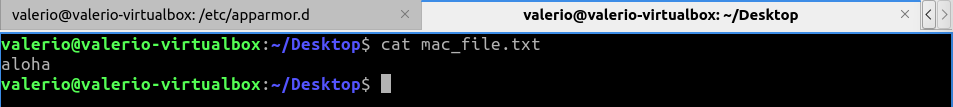 valerio@valerio-virtualbox: /etc/apparmor.d × valerio@valerio-virtualbox: ~/Desktop ×
valerio@valerio-virtualbox:~/Desktop$ cat mac_file.txt
aloha
valerio@valerio-virtualbox:~/Desktop$